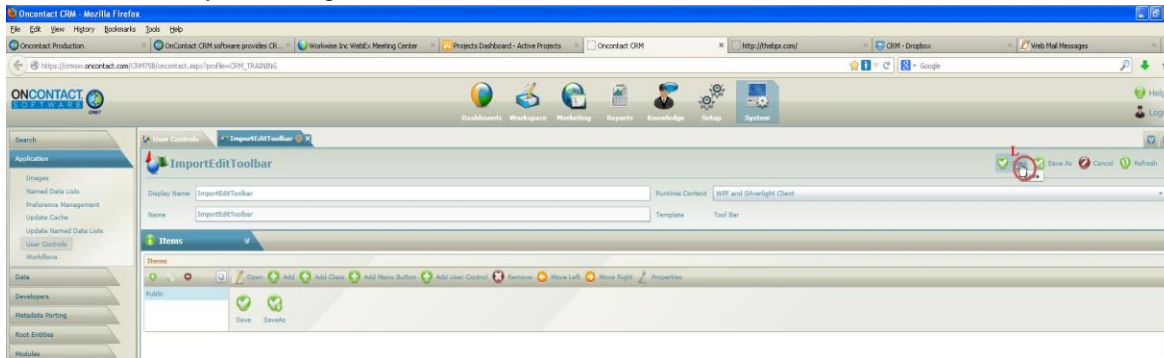 Oncontact CRM - Mozilla Firefox
File Edit View History Bookmarks Tools Help
Oncontact Production
OnContact CRM software provides CR...
Workwise Inc WebEx Meeting Center
Projects Dashboard - Active Projects
Oncontact CRM
http://thebpr.com/
CRM - Dropbox
Web Mail Messages
Google
ONCONTACT
SOFTWARE
CRM7
Dashboards Workspace Marketing Reports Knowledge Setup System
Help
Search
User Controls
ImportEditToolbar
Application
ImportEditToolbar
L
Save As Cancel Refresh
Images
Named Data Lists
Preference Management
Update Cache
Update Named Data Lists
User Controls
Workflows
Display Name ImportEditToolbar
Runtime Context WPF and Silverlight Client
Name ImportEditToolbar
Template Tool Bar
Items
Items
Open Add Add Class Add Menu Button Add User Control Remove Move Left Move Right Properties
Public
Save SaveAs
Data
Developers
Metadata Porting
Root Entities
Modules